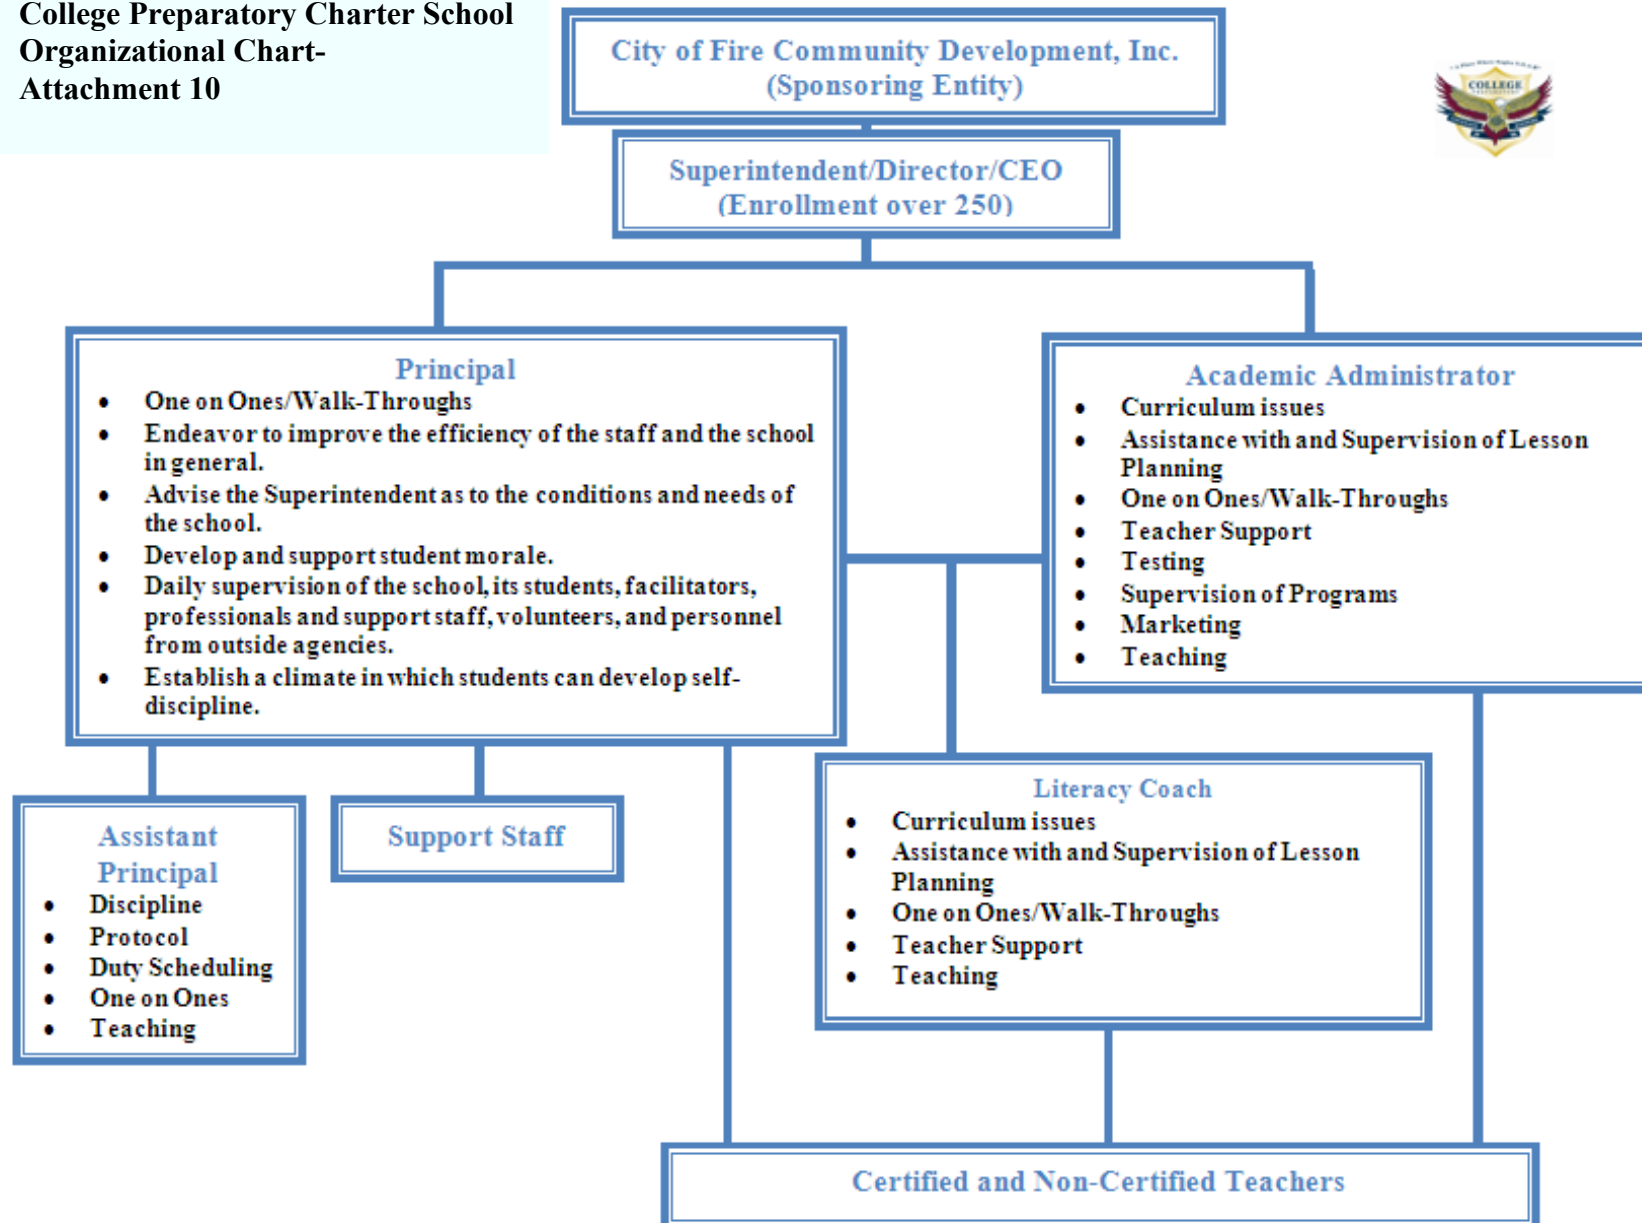 College Preparatory Charter School
Organizational Chart-
Attachment 10
City of Fire Community Development, Inc.
(Sponsoring Entity)
COLLEGE
Superintendent/Director/CEO
(Enrollment over 250)
Principal
• One on Ones/Walk-Throughs
• Endeavor to improve the efficiency of the staff and the school
in general.
• Advise the Superintendent as to the conditions and needs of
the school.
• Develop and support student morale.
• Daily supervision of the school, its students, facilitators,
professionals and support staff, volunteers, and personnel
from outside agencies.
• Establish a climate in which students can develop self-
discipline.
Academic Administrator
• Curriculum issues
• Assistance with and Supervision of Lesson
Planning
• One on Ones/Walk-Throughs
• Teacher Support
• Testing
• Supervision of Programs
• Marketing
• Teaching
Assistant
Principal
• Discipline
• Protocol
• Duty Scheduling
• One on Ones
• Teaching
Support Staff
Literacy Coach
• Curriculum issues
• Assistance with and Supervision of Lesson
Planning
• One on Ones/Walk-Throughs
• Teacher Support
• Teaching
Certified and Non-Certified Teachers